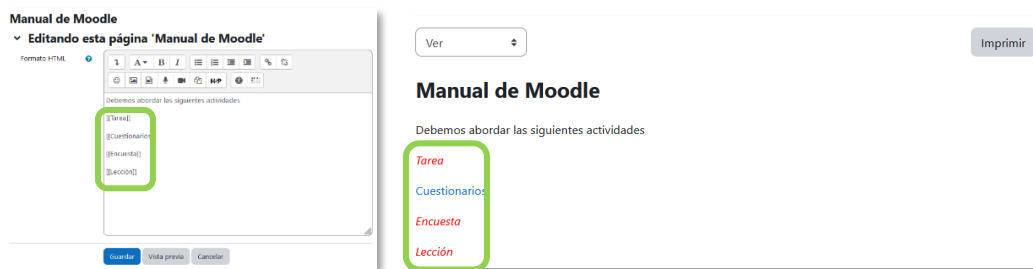 Manual de Moodle
Editando esta página 'Manual de Moodle'
Formato HTML
Debemos abordar las siguientes actividades
[[Tarea]]
[[Cuestionarios
[[Encuesta]]
[[Lección]]
Guardar Vista previa Cancelar
Ver
Imprimir
Manual de Moodle
Debemos abordar las siguientes actividades
Tarea
Cuestionarios
Encuesta
Lección